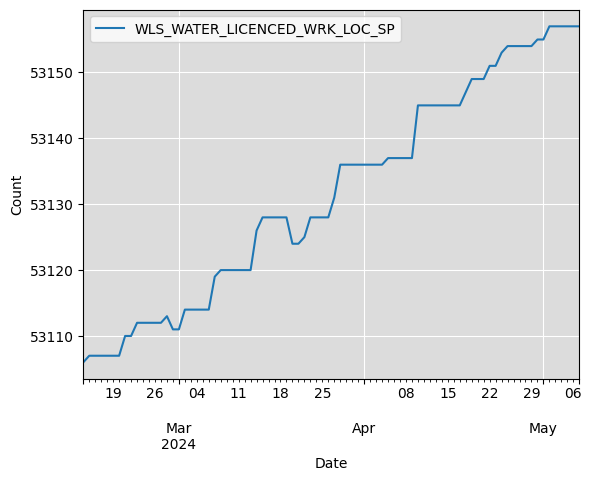 WLS_WATER_LICENCED_WRK_LOC_SP
53150
53140
53130
53120
53110
Count
19 26 04 11 18 25 08 15 22 29 06
Mar Apr May
2024
Date